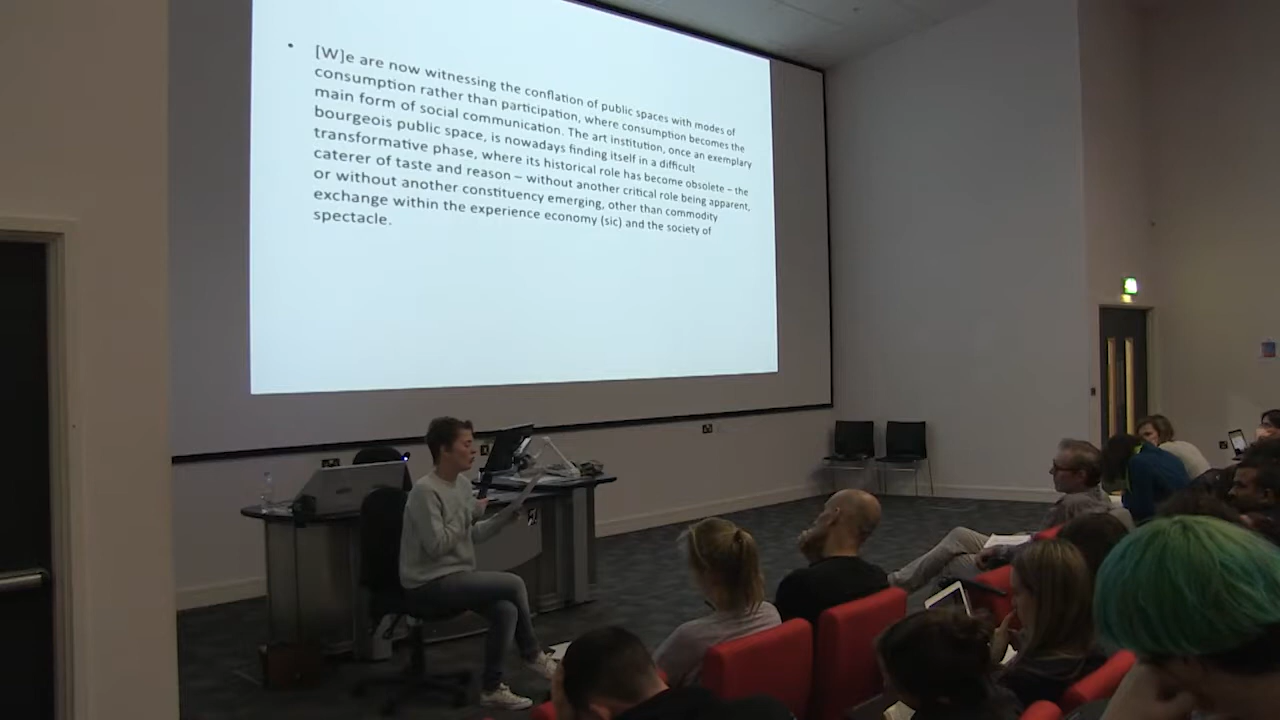 • [W]e are now witnessing the conflation of public spaces with modes of
consumption rather than participation, where consumption becomes the
main form of social communication. The art institution, once an exemplary
bourgeois public space, is nowadays finding itself in a difficult
transformative phase, where its historical role has become obsolete – the
caterer of taste and reason – without another critical role being apparent,
or without another constituency emerging, other than commodity
exchange within the experience economy (sic) and the society of
spectacle.